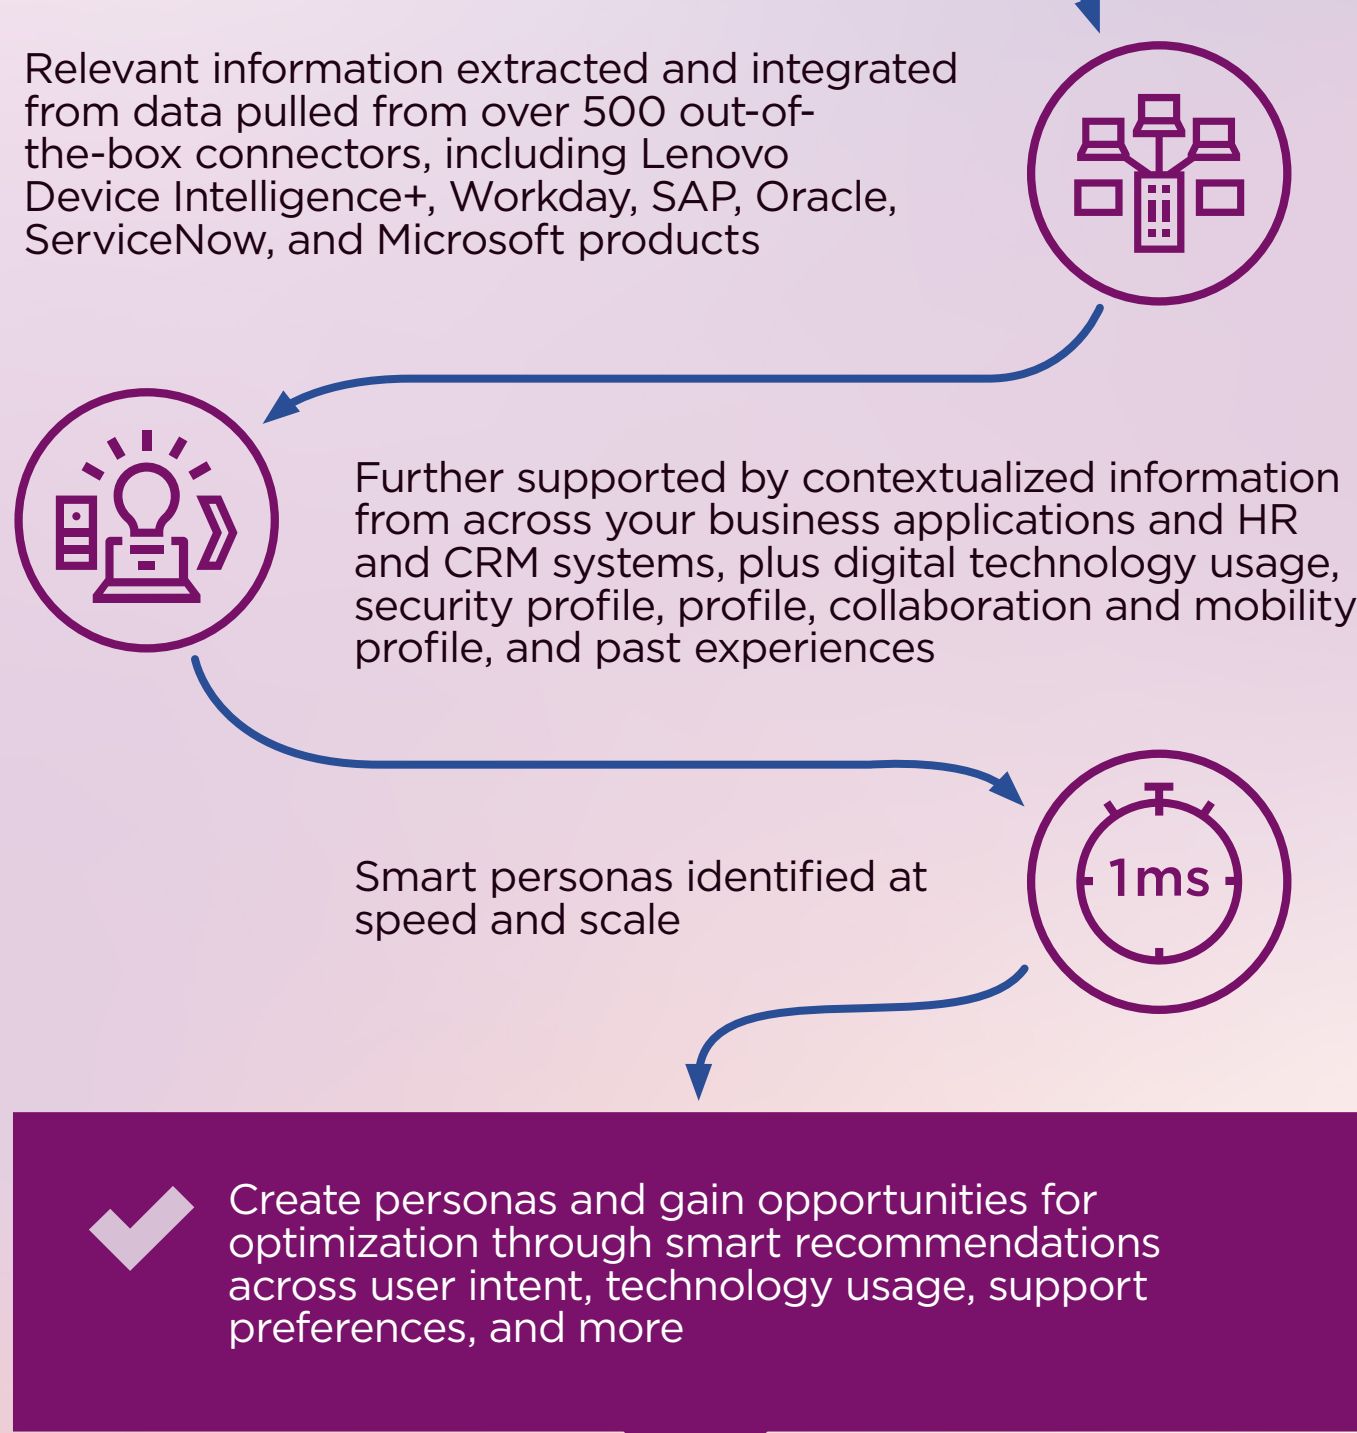 Relevant information extracted and integrated
from data pulled from over 500 out-of-
the-box connectors, including Lenovo
Device Intelligence+, Workday, SAP, Oracle,
ServiceNow, and Microsoft products
Further supported by contextualized information
from across your business applications and HR
and CRM systems, plus digital technology usage,
security profile, profile, collaboration and mobility
profile, and past experiences
Smart personas identified at
speed and scale
1ms
Create personas and gain opportunities for
optimization through smart recommendations
across user intent, technology usage, support
preferences, and more